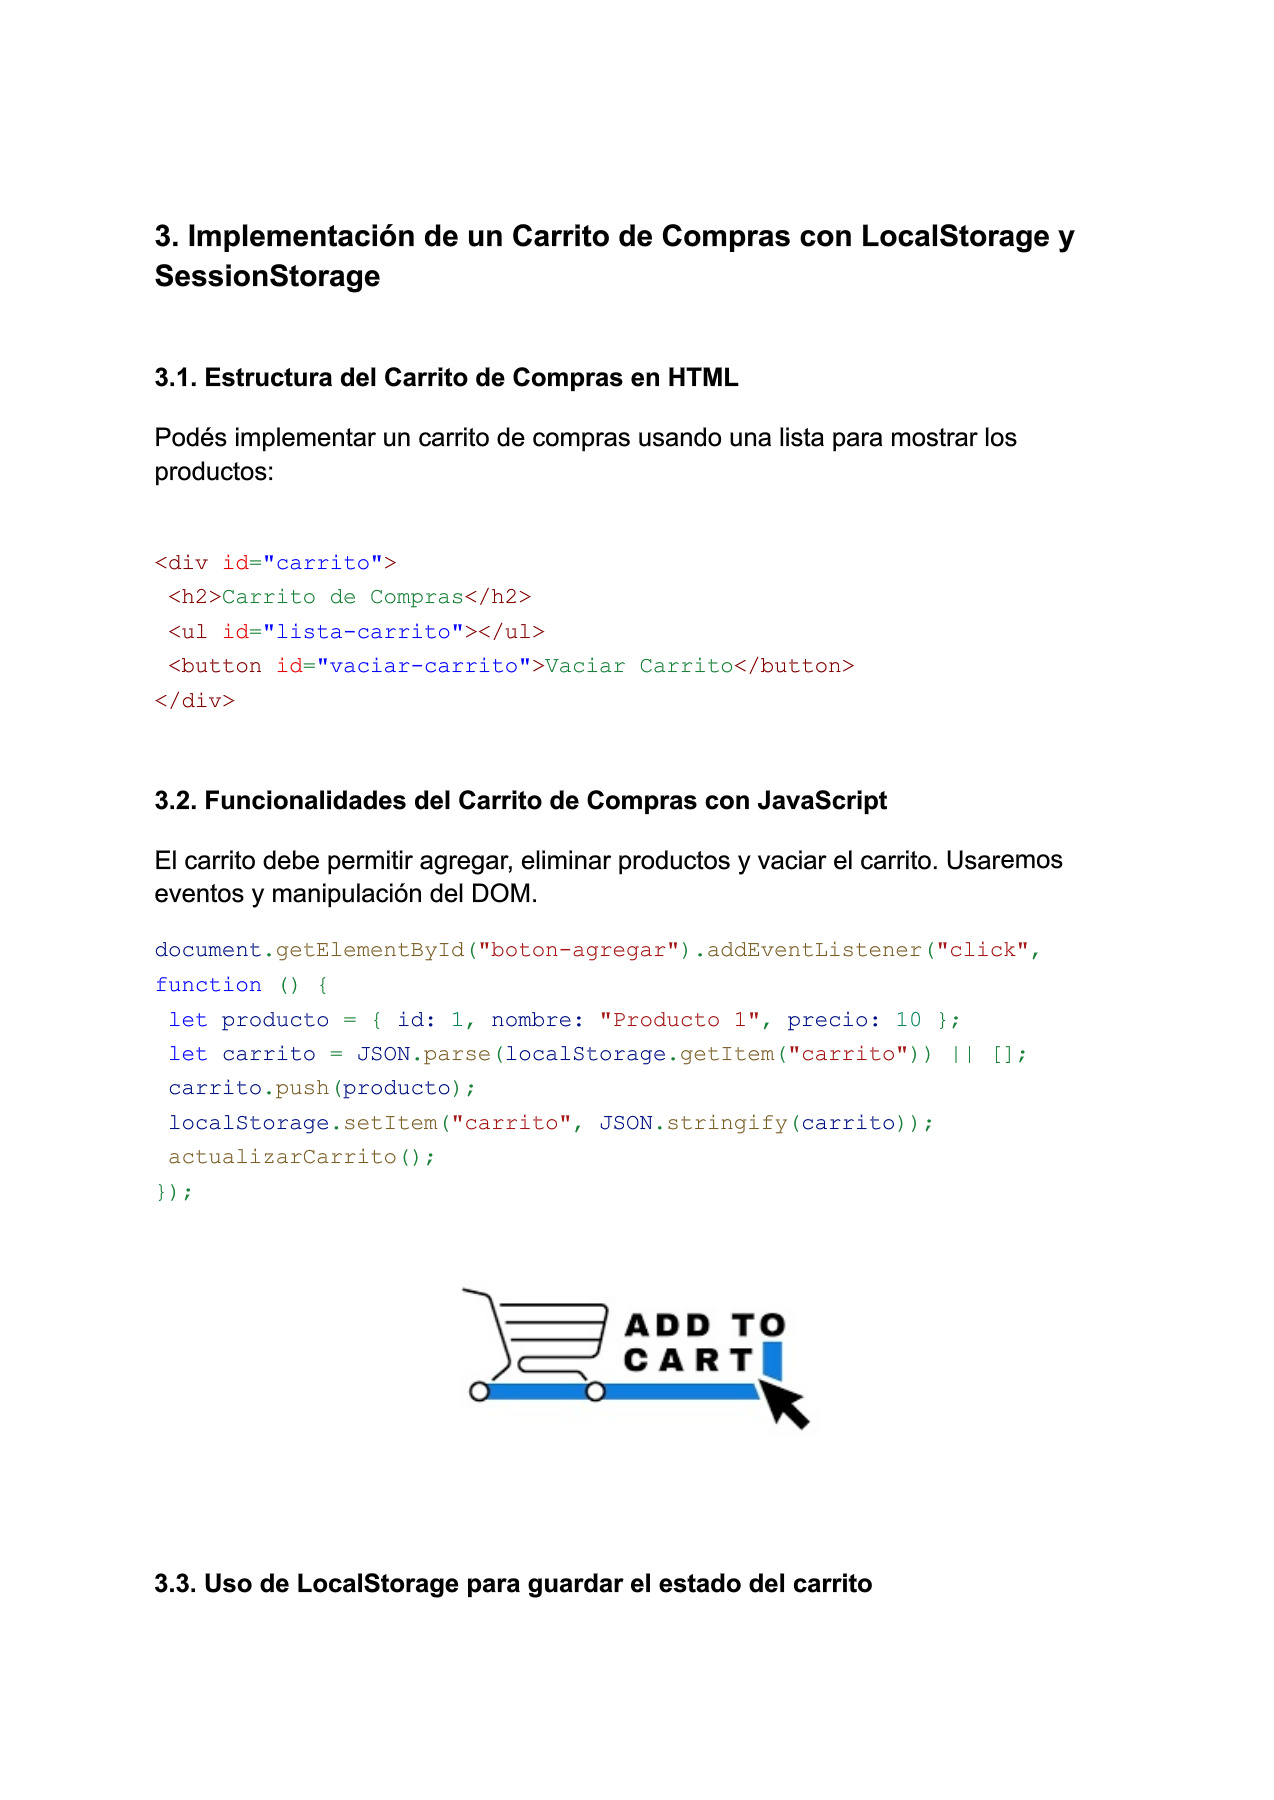 3. Implementación de un Carrito de Compras con LocalStorage y
SessionStorage
3.1. Estructura del Carrito de Compras en HTML
Podés implementar un carrito de compras usando una lista para mostrar los
productos:
<div id="carrito">
 <h2>Carrito de Compras</h2>
 <ul id="lista-carrito"></ul>
 <button id="vaciar-carrito">Vaciar Carrito</button>
</div>
3.2. Funcionalidades del Carrito de Compras con JavaScript
El carrito debe permitir agregar, eliminar productos y vaciar el carrito. Usaremos
eventos y manipulación del DOM.
document.getElementById("boton-agregar").addEventListener("click",
function () {
 let producto = { id: 1, nombre: "Producto 1", precio: 10 };
 let carrito = JSON.parse(localStorage.getItem("carrito")) || [];
 carrito.push(producto);
 localStorage.setItem("carrito", JSON.stringify(carrito));
 actualizarCarrito();
});
ADD TO
CART
3.3. Uso de LocalStorage para guardar el estado del carrito